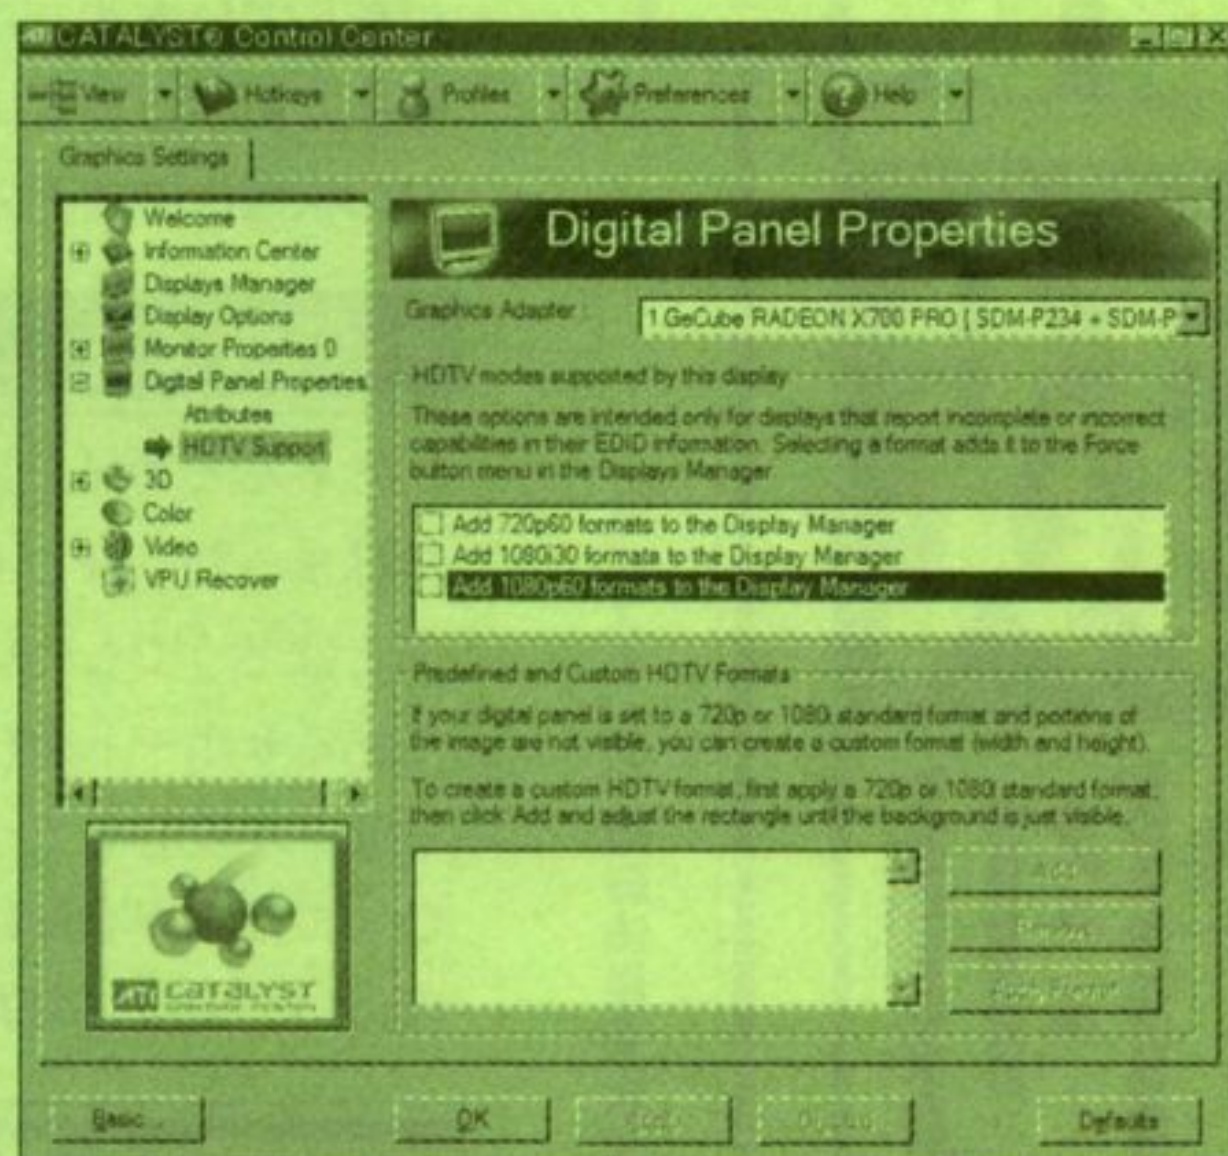 ATI CATALYST® Control Center
View Hotkeys Profiles Preferences Help
Graphics Settings
Welcome
Information Center
Displays Manager
Display Options
Monitor Properties 0
Digital Panel Properties
Attributes
HDTV Support
3D
Color
Video
VPU Recover
ATI CATALYST
Digital Panel Properties
Graphics Adapter :
1 GeCube RADEON X700 PRO [ SDM-P234 + SDM-P
HDTV modes supported by this display
These options are intended only for displays that report incomplete or incorrect
capabilities in their EDID information. Selecting a format adds it to the Force
button menu in the Displays Manager
Add 720p60 formats to the Display Manager
Add 1080i30 formats to the Display Manager
Add 1080p60 formats to the Display Manager
Predefined and Custom HDTV Formats
If your digital panel is set to a 720p or 1080i standard format and portions of
the image are not visible, you can create a custom format (width and height).
To create a custom HDTV format, first apply a 720p or 1080i standard format,
then click Add and adjust the rectangle until the background is just visible.
Add
Basic...
OK
Defaults